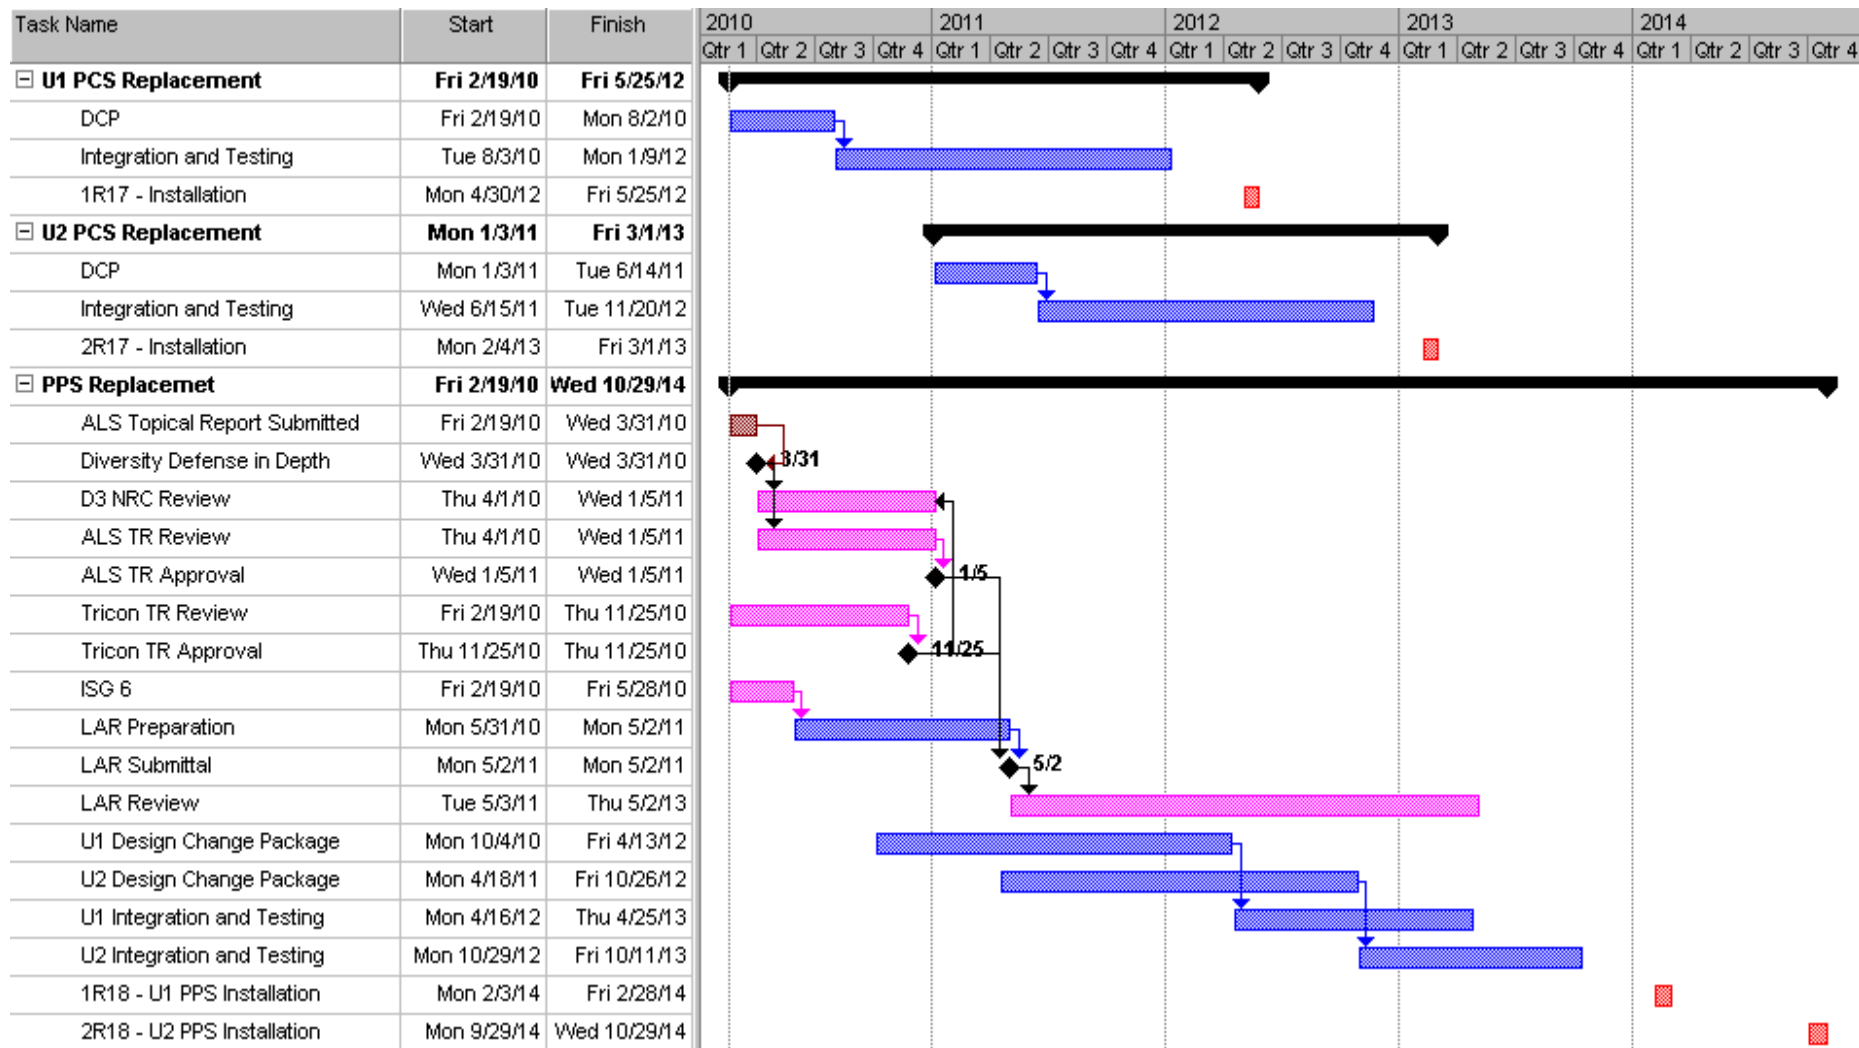 Task Name Start Finish 2010 2011 2012 2013 2014
Qtr 1 Qtr 2 Qtr 3 Qtr 4 Qtr 1 Qtr 2 Qtr 3 Qtr 4 Qtr 1 Qtr 2 Qtr 3 Qtr 4 Qtr 1 Qtr 2 Qtr 3 Qtr 4 Qtr 1 Qtr 2 Qtr 3 Qtr 4
U1 PCS Replacement Fri 2/19/10 Fri 5/25/12
DCP Fri 2/19/10 Mon 8/2/10
Integration and Testing Tue 8/3/10 Mon 1/9/12
1R17 - Installation Mon 4/30/12 Fri 5/25/12
U2 PCS Replacement Mon 1/3/11 Fri 3/1/13
DCP Mon 1/3/11 Tue 6/14/11
Integration and Testing Wed 6/15/11 Tue 11/20/12
2R17 - Installation Mon 2/4/13 Fri 3/1/13
PPS Replacemet Fri 2/19/10 Wed 10/29/14
ALS Topical Report Submitted Fri 2/19/10 Wed 3/31/10
Diversity Defense in Depth Wed 3/31/10 Wed 3/31/10 3/31
D3 NRC Review Thu 4/1/10 Wed 1/5/11
ALS TR Review Thu 4/1/10 Wed 1/5/11
ALS TR Approval Wed 1/5/11 Wed 1/5/11 1/5
Tricon TR Review Fri 2/19/10 Thu 11/25/10
Tricon TR Approval Thu 11/25/10 Thu 11/25/10 11/25
ISG 6 Fri 2/19/10 Fri 5/28/10
LAR Preparation Mon 5/31/10 Mon 5/2/11
LAR Submittal Mon 5/2/11 Mon 5/2/11 5/2
LAR Review Tue 5/3/11 Thu 5/2/13
U1 Design Change Package Mon 10/4/10 Fri 4/13/12
U2 Design Change Package Mon 4/18/11 Fri 10/26/12
U1 Integration and Testing Mon 4/16/12 Thu 4/25/13
U2 Integration and Testing Mon 10/29/12 Fri 10/11/13
1R18 - U1 PPS Installation Mon 2/3/14 Fri 2/28/14
2R18 - U2 PPS Installation Mon 9/29/14 Wed 10/29/14